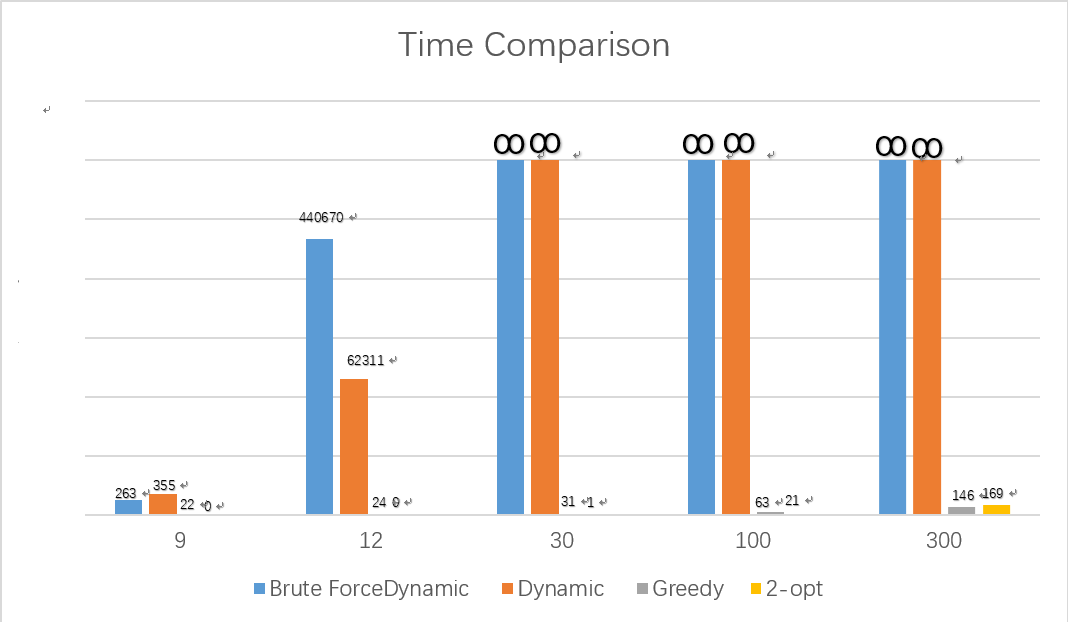 Time Comparison
∞ ∞ ∞ ∞ ∞ ∞
440670
62311
263 355 22 0 24 0 31 1 63 21 146 169
9 12 30 100 300
Brute ForceDynamic Dynamic Greedy 2-opt